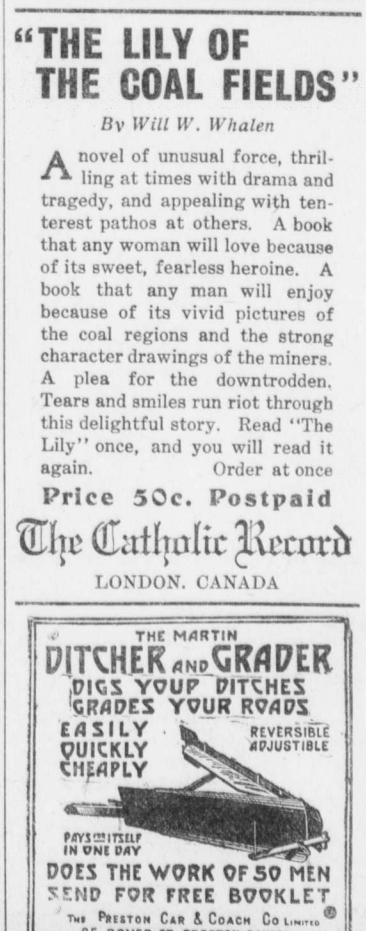 "THE LILY OF
THE COAL FIELDS"
By Will W. Whalen
A novel of unusual force, thril-
ling at times with drama and
tragedy, and appealing with ten-
terest pathos at others. A book
that any woman will love because
of its sweet, fearless heroine. A
book that any man will enjoy
because of its vivid pictures of
the coal regions and the strong
character drawings of the miners.
A plea for the downtrodden.
Tears and smiles run riot through
this delightful story. Read "The
Lily" once, and you will read it
again. Order at once
Price 50c. Postpaid
The Catholic Record
LONDON. CANADA
THE MARTIN
DITCHER AND GRADER
DIGS YOUR DITCHES
GRADES YOUR ROADS
EASILY
QUICKLY
CHEAPLY
REVERSIBLE
ADJUSTIBLE
PAYS FOR ITSELF
IN ONE DAY
DOES THE WORK OF 50 MEN
SEND FOR FREE BOOKLET
THE PRESTON CAR & COACH CO LIMITED